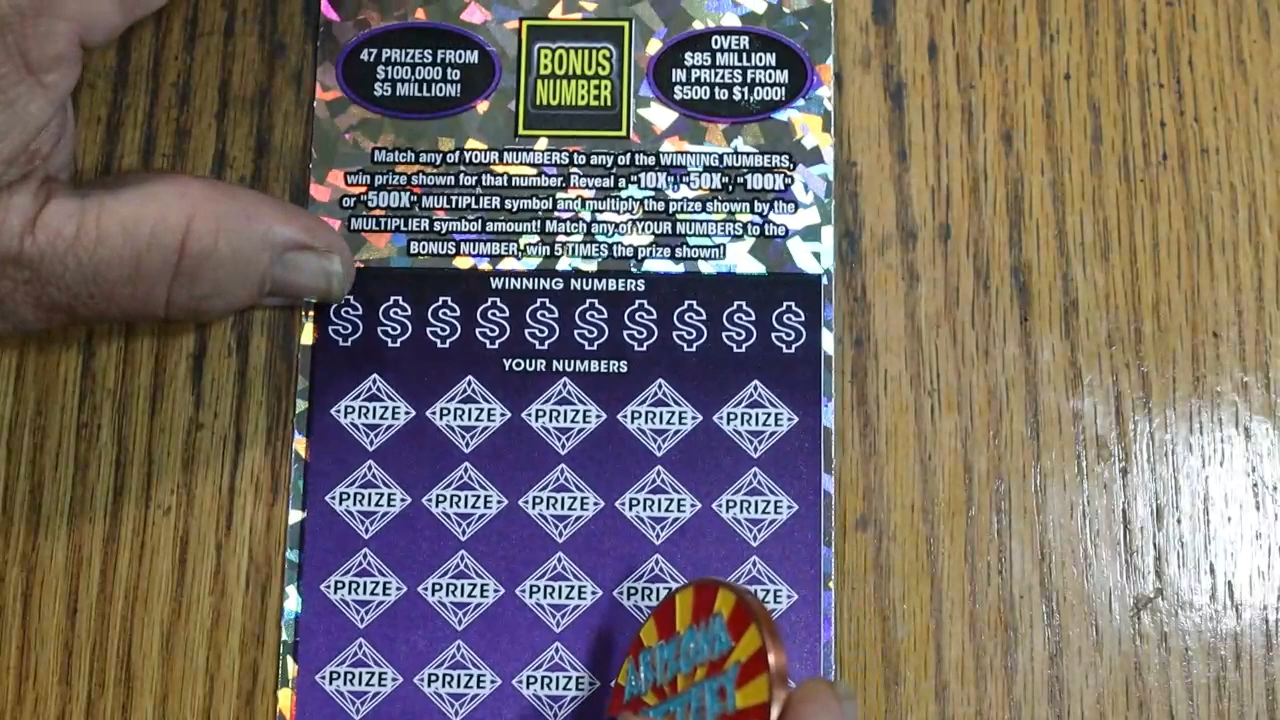 47 PRIZES FROM
$100,000 to
$5 MILLION!
BONUS
NUMBER
OVER
$85 MILLION
IN PRIZES FROM
$500 to $1,000!
Match any of YOUR NUMBERS to any of the WINNING NUMBERS,
win prize shown for that number. Reveal a "10X", "50X", "100X"
or "500X" MULTIPLIER symbol and multiply the prize shown by the
MULTIPLIER symbol amount! Match any of YOUR NUMBERS to the
BONUS NUMBER, win 5 TIMES the prize shown!
WINNING NUMBERS
$ $ $ $ $ $ $ $ $ $
YOUR NUMBERS
PRIZE PRIZE PRIZE PRIZE PRIZE
PRIZE PRIZE PRIZE PRIZE PRIZE
PRIZE PRIZE PRIZE
PRIZE PRIZE PRIZE
ARIZONA